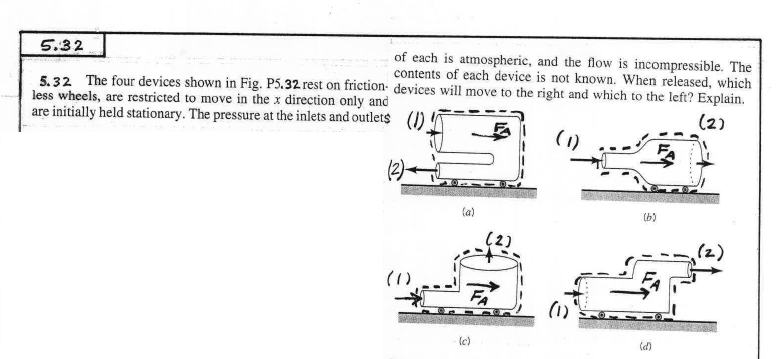 5.32
5.32 The four devices shown in Fig. P5.32 rest on friction-
less wheels, are restricted to move in the x direction only and
are initially held stationary. The pressure at the inlets and outlets
of each is atmospheric, and the flow is incompressible. The
contents of each device is not known. When released, which
devices will move to the right and which to the left? Explain.
(1)
FA
(2)
(a)
(1)
FA
(2)
(b)
(1)
FA
(2)
(c)
(1)
FA
(2)
(d)